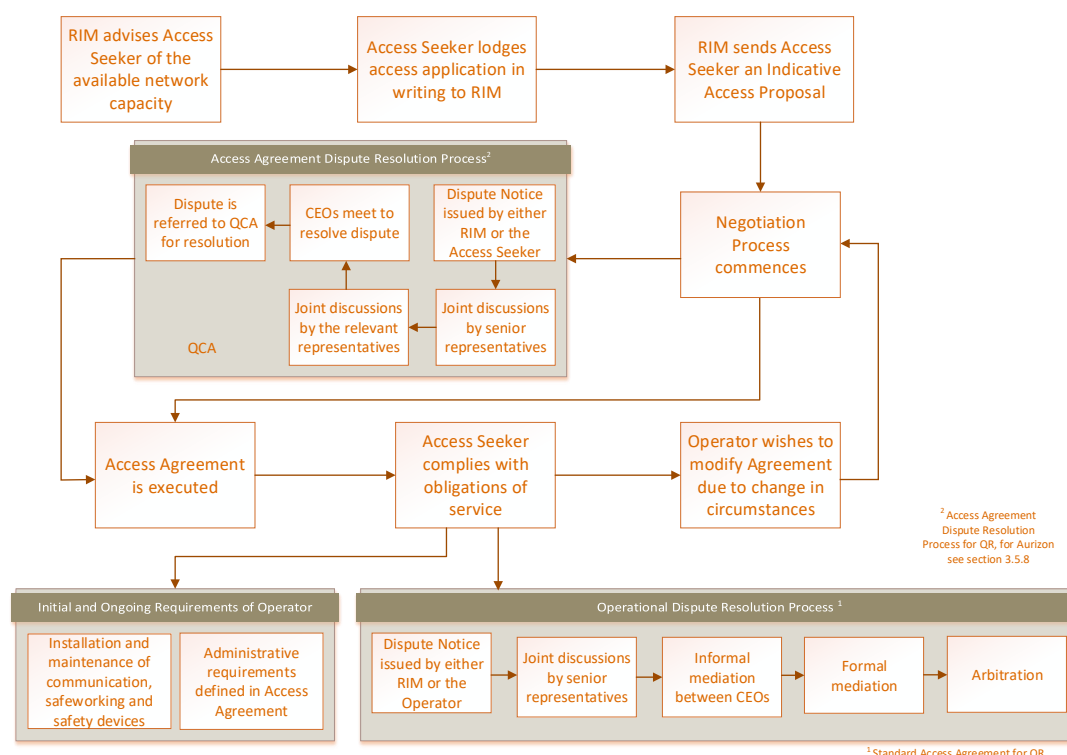 RIM advises Access
Seeker of the
available network
capacity
Access Seeker lodges
access application in
writing to RIM
RIM sends Access
Seeker an Indicative
Access Proposal
Access Agreement Dispute Resolution Process2
Dispute is
referred to QCA
for resolution
CEOs meet to
resolve dispute
Dispute Notice
issued by either
RIM or the
Access Seeker
Negotiation
Process
commences
Joint discussions
by the relevant
representatives
Joint discussions
by senior
representatives
QCA
Access Agreement
is executed
Access Seeker
complies with
obligations of
service
Operator wishes to
modify Agreement
due to change in
circumstances
2 Access Agreement
Dispute Resolution
Process for QR, for Aurizon
see section 3.5.8
Initial and Ongoing Requirements of Operator
Installation and
maintenance of
communication,
safeworking and
safety devices
Administrative
requirements
defined in Access
Agreement
Operational Dispute Resolution Process 1
Dispute Notice
issued by either
RIM or the
Operator
Joint discussions
by senior
representatives
Informal
mediation
between CEOs
Formal
mediation
Arbitration
1 Standard Access Agreement for QR